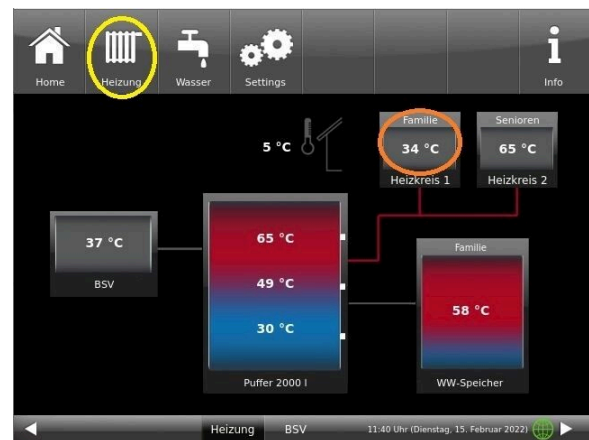 Home Heizung Wasser Settings Info
5 °C
Familie
34 °C
Heizkreis 1
Senioren
65 °C
Heizkreis 2
37 °C
BSV
65 °C
49 °C
30 °C
Puffer 2000 l
Familie
58 °C
WW-Speicher
Heizung BSV 11:40 Uhr (Dienstag, 15. Februar 2022)